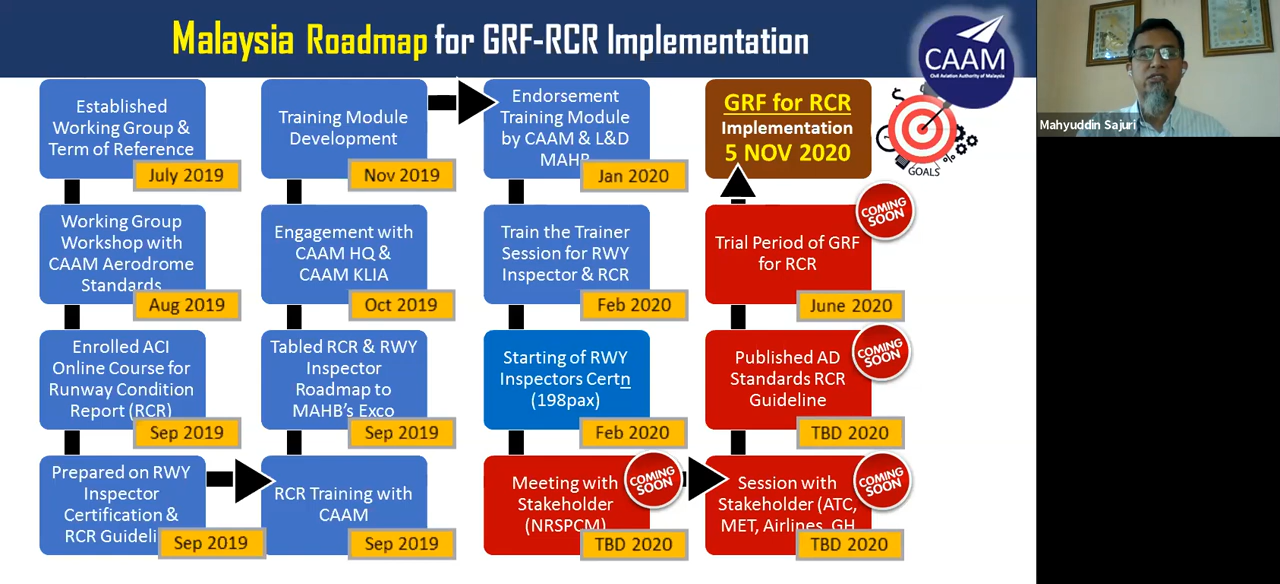 Malaysia Roadmap for GRF-RCR Implementation
CAAM
Civil Aviation Authority of Malaysia
Mahyuddin Sajuri
Established
Working Group &
Term of Reference
July 2019
Working Group
Workshop with
CAAM Aerodrome
Standards
Aug 2019
Enrolled ACI
Online Course for
Runway Condition
Report (RCR)
Sep 2019
Prepared on RWY
Inspector
Certification &
RCR Guideli
Sep 2019
RCR Training with
CAAM
Sep 2019
Tabled RCR & RWY
Inspector
Roadmap to
MAHB's Exco
Sep 2019
Engagement with
CAAM HQ &
CAAM KLIA
Oct 2019
Training Module
Development
Nov 2019
Endorsement
Training Module
by CAAM & L&D
MAHB
Jan 2020
Train the Trainer
Session for RWY
Inspector & RCR
Feb 2020
Starting of RWY
Inspectors Certn
(198pax)
Feb 2020
Meeting with
Stakeholder
(NRSPCM)
COMING
SOON
TBD 2020
Session with
Stakeholder (ATC,
MET, Airlines, GH
COMING
SOON
TBD 2020
Published AD
Standards RCR
Guideline
COMING
SOON
TBD 2020
Trial Period of GRF
for RCR
COMING
SOON
June 2020
GRF for RCR
Implementation
5 NOV 2020
GOALS